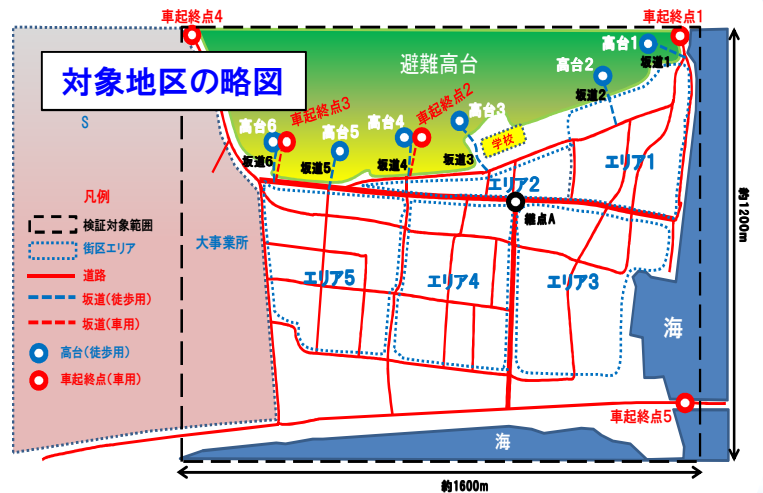 車起終点4
車起終点1
高台1
避難高台
坂道1
対象地区の略図
高台2
坂道2
S
車起終点3
車起終点2
高台3
高台6
高台5
高台4
学校
坂道6
坂道5
坂道4
坂道3
エリア1
エリア2
凡例
継点A
検証対象範囲
街区エリア
大事業所
約1200m
道路
エリア5
エリア4
エリア3
坂道(徒歩用)
坂道(車用)
海
高台(徒歩用)
車起終点(車用)
車起終点5
海
約1600m